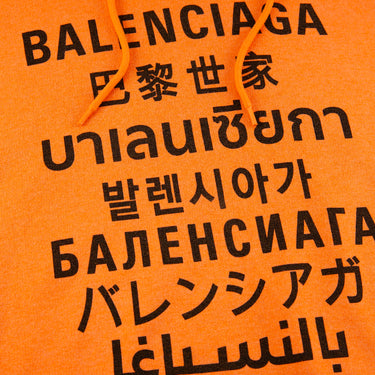 BALENCIAGA
巴黎世家
บาเลนเซียกา
발렌시아가
БАЛЕНСИАГА
バレンシアガ
بالنسياغا